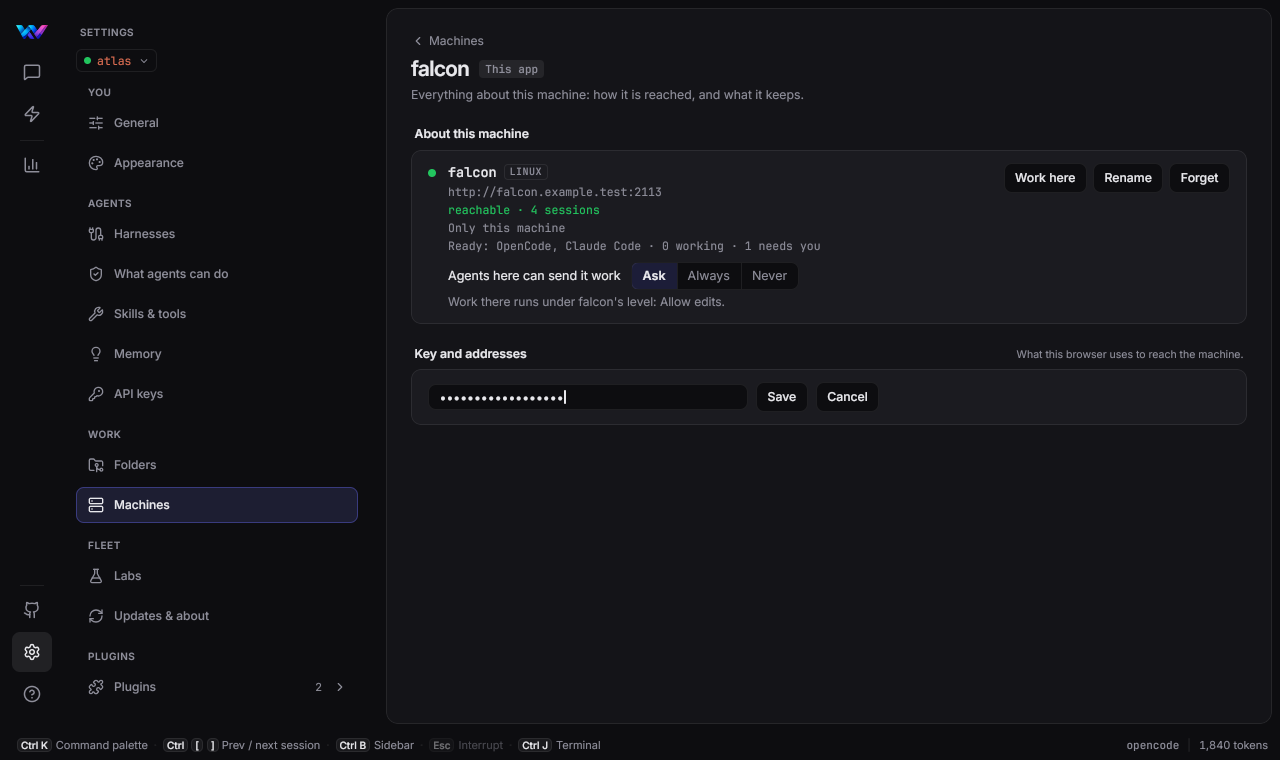 SETTINGS
atlas
YOU
General
Appearance
AGENTS
Harnesses
What agents can do
Skills & tools
Memory
API keys
WORK
Folders
Machines
FLEET
Labs
Updates & about
PLUGINS
Plugins 2
Machines
falcon This app
Everything about this machine: how it is reached, and what it keeps.
About this machine
falcon LINUX
Work here Rename Forget
http://falcon.example.test:2113
reachable · 4 sessions
Only this machine
Ready: OpenCode, Claude Code · 0 working · 1 needs you
Agents here can send it work Ask Always Never
Work there runs under falcon's level: Allow edits.
Key and addresses What this browser uses to reach the machine.
•••••••••••••••••• Save Cancel
Ctrl K Command palette · Ctrl [ ] Prev / next session · Ctrl B Sidebar · Esc Interrupt · Ctrl J Terminal opencode 1,840 tokens